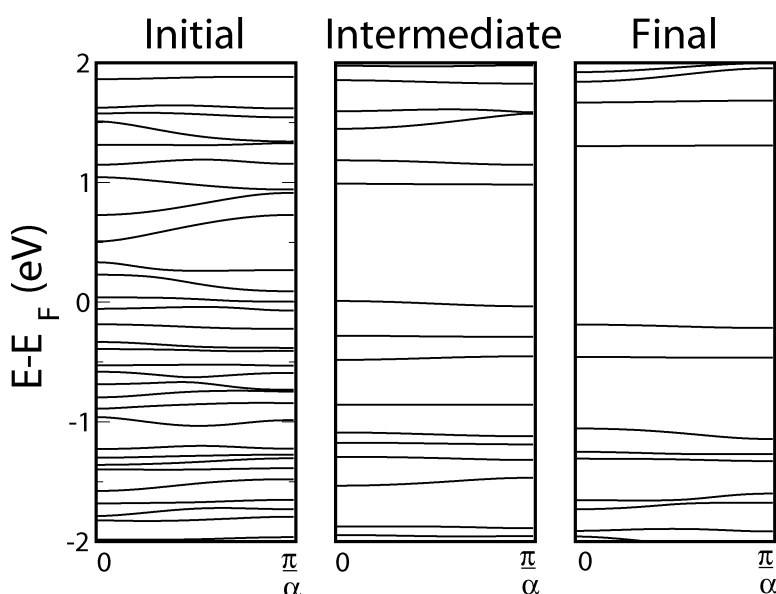 Initial Intermediate Final
2
1
0
-1
-2
E-E F (eV)
0 π/α 0 π/α 0 π/α